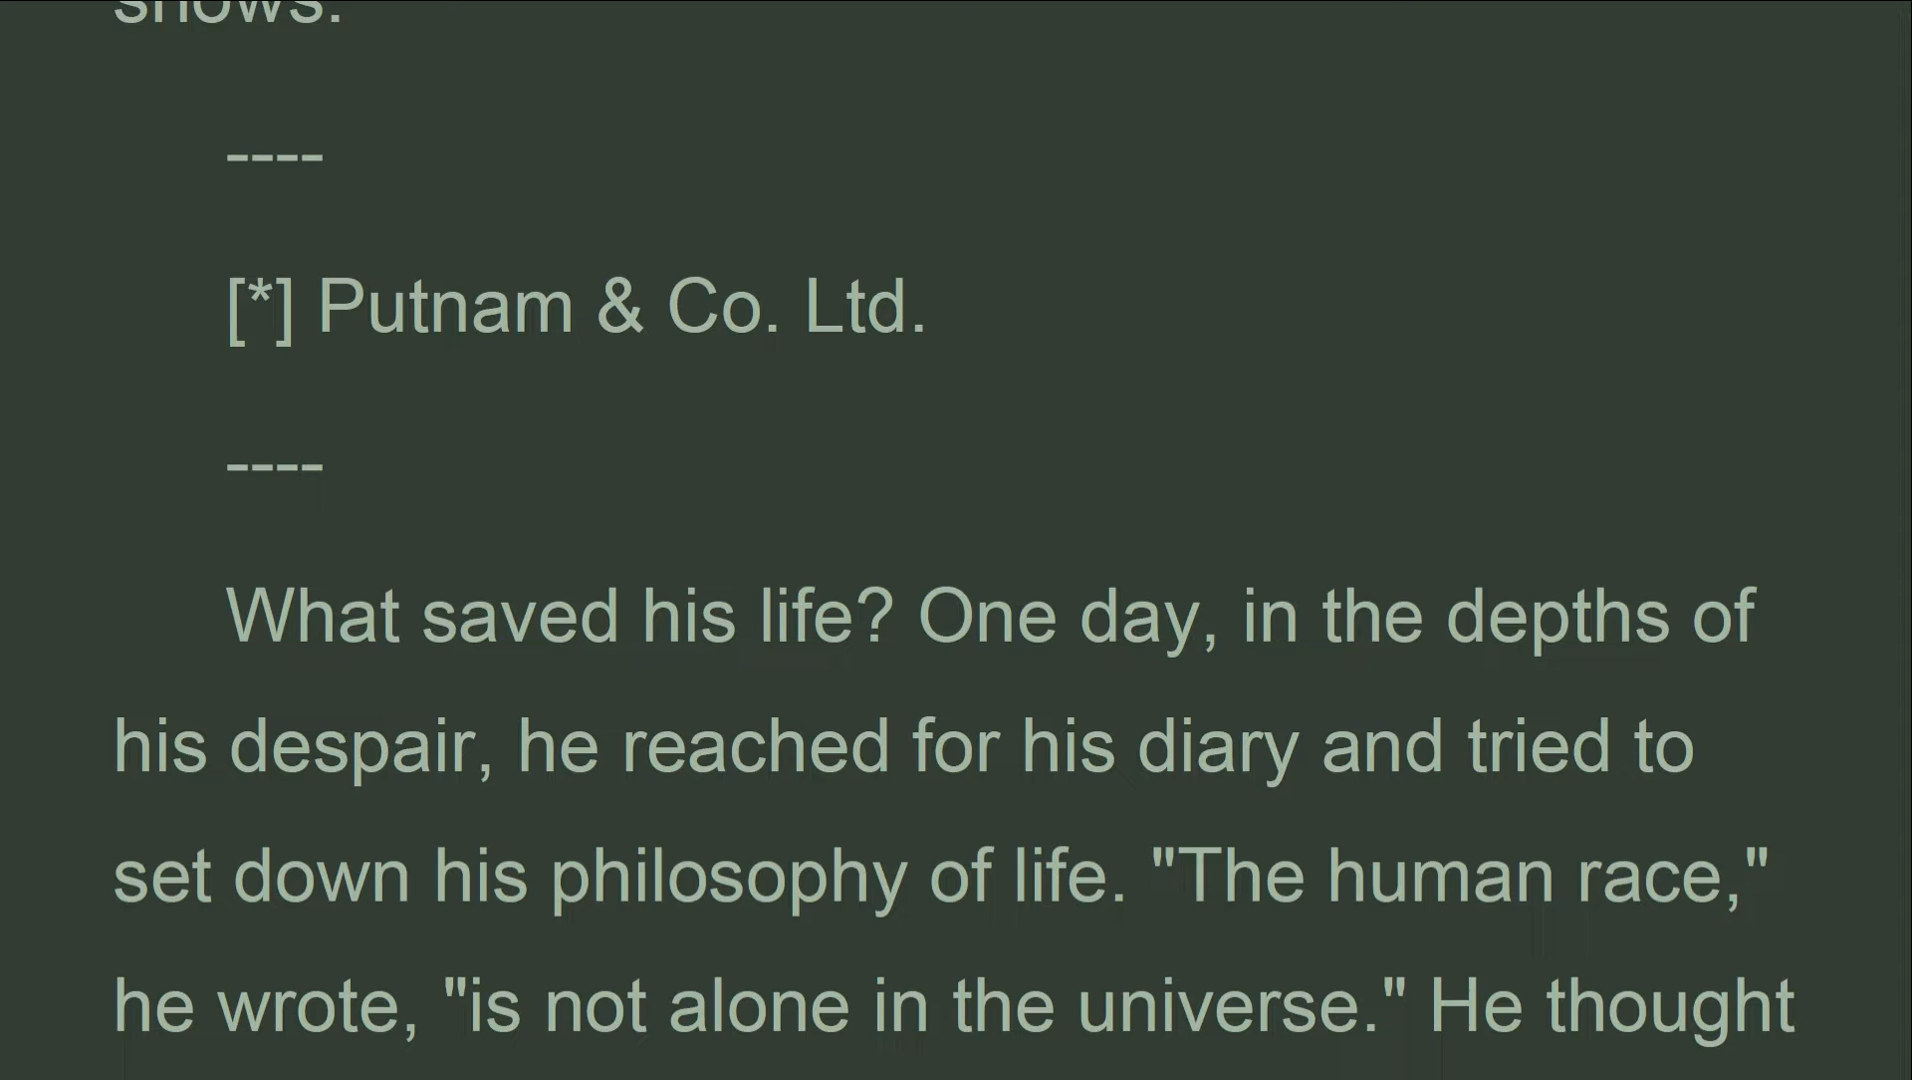 shows.
----
[*] Putnam & Co. Ltd.
----
What saved his life? One day, in the depths of
his despair, he reached for his diary and tried to
set down his philosophy of life. "The human race,"
he wrote, "is not alone in the universe." He thought